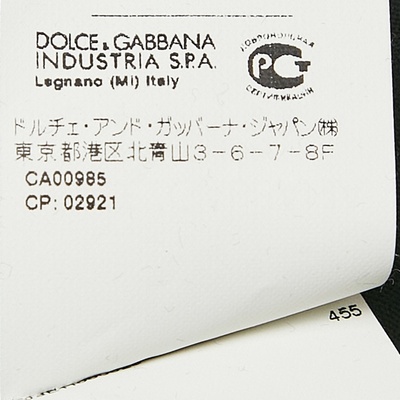 DOLCE & GABBANA
INDUSTRIA S.P.A.
Legnano (MI) Italy
ドルチェ・アンド・ガッバーナ・ジャパン(株)
東京都港区北青山3-6-7-8F
CA00985
CP: 02921
455